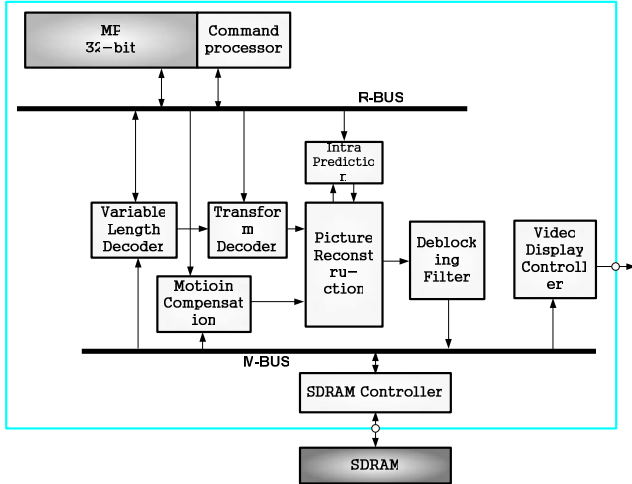 MP
32-bit
Command
processor
R-BUS
Intra
Predictio
r.
Variable
Length
Decoder
Transfor
m
Decoder
Picture
Reconst
ru-
ction
Deblock
ing
Filter
Video
Display
Controll
er
Motioin
Compensat
ion
M-BUS
SDRAM Controller
SDRAM